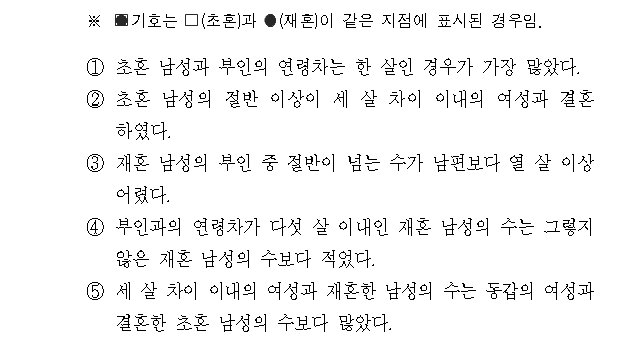 ※ ▣기호는 □(초혼)과 ●(재혼)이 같은 지점에 표시된 경우임.
① 초혼 남성과 부인의 연령차는 한 살인 경우가 가장 많았다.
② 초혼 남성의 절반 이상이 세 살 차이 이내의 여성과 결혼
하였다.
③ 재혼 남성의 부인 중 절반이 넘는 수가 남편보다 열 살 이상
어렸다.
④ 부인과의 연령차가 다섯 살 이내인 재혼 남성의 수는 그렇지
않은 재혼 남성의 수보다 적었다.
⑤ 세 살 차이 이내의 여성과 재혼한 남성의 수는 동갑의 여성과
결혼한 초혼 남성의 수보다 많았다.